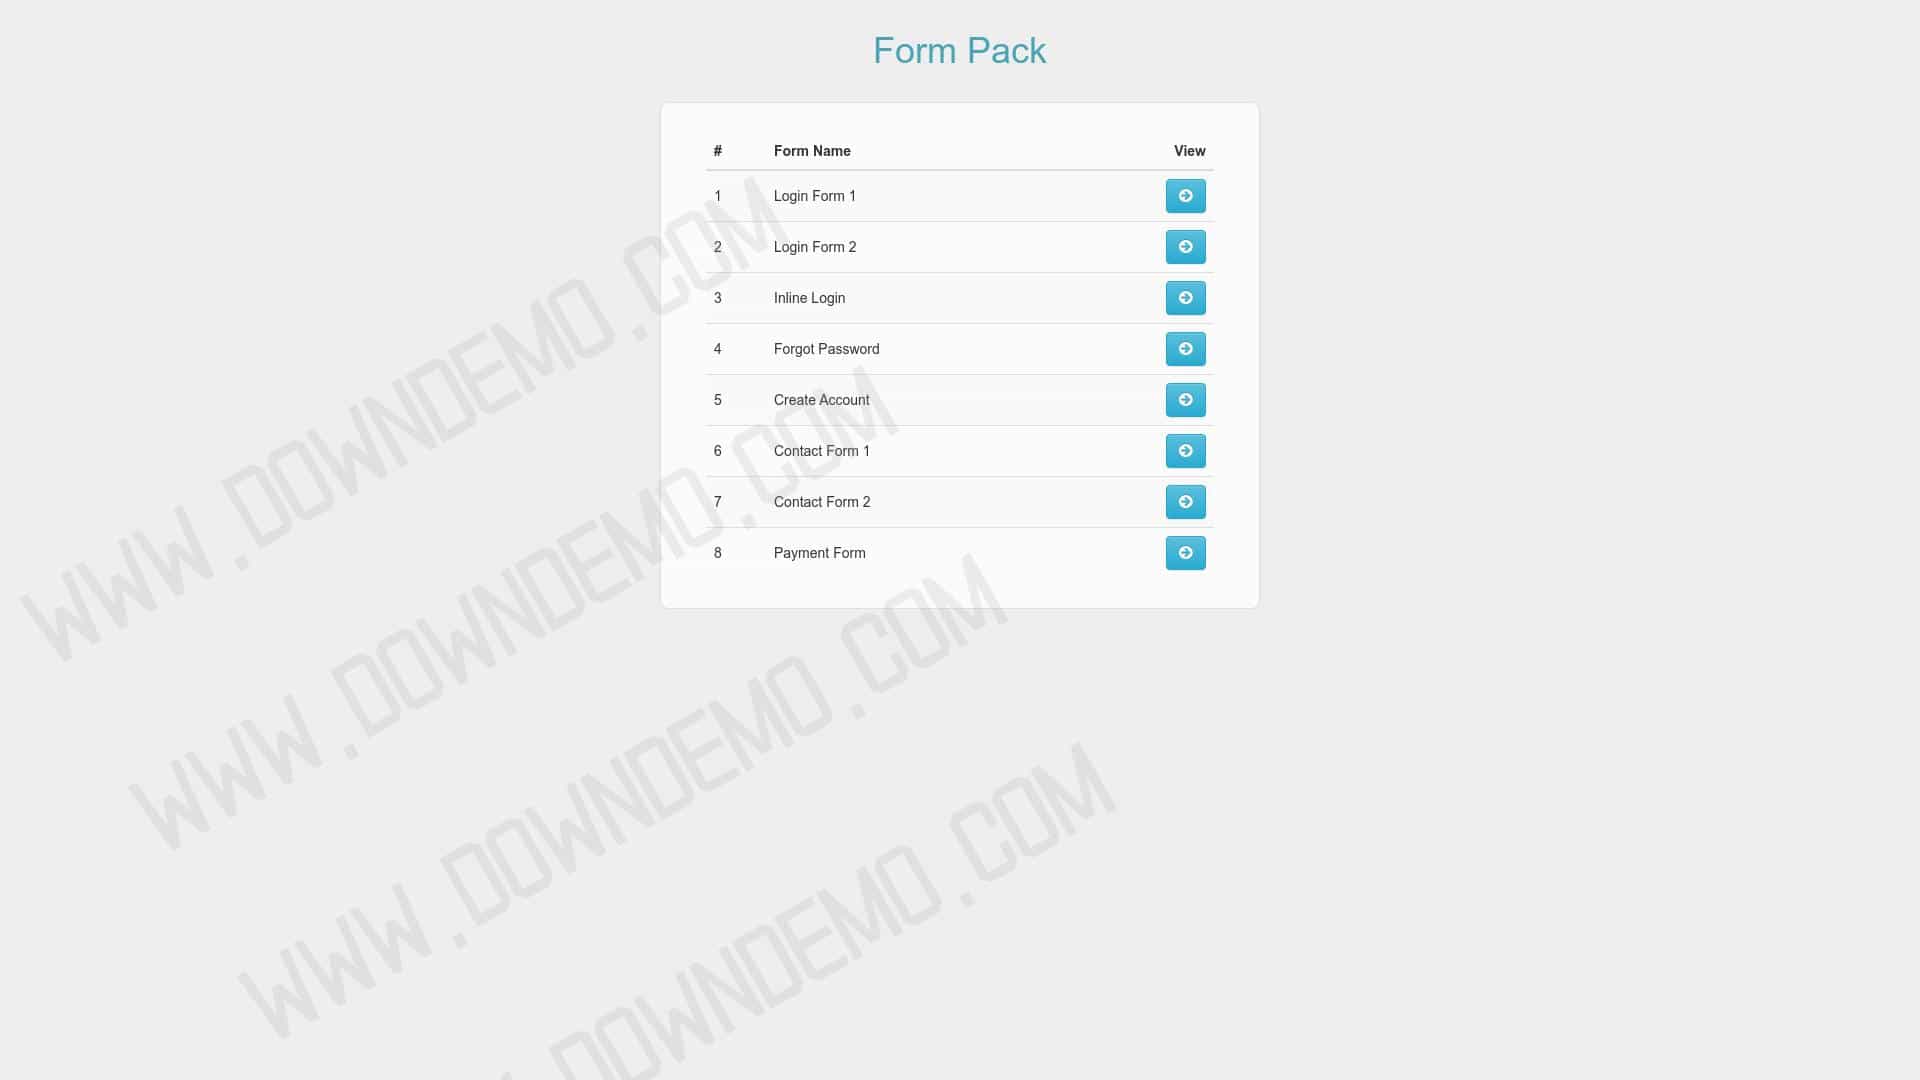 Form Pack
# Form Name View
1 Login Form 1
2 Login Form 2
3 Inline Login
4 Forgot Password
5 Create Account
6 Contact Form 1
7 Contact Form 2
8 Payment Form
WWW.DOWNDEMO.COM
WWW.DOWNDEMO.COM
WWW.DOWNDEMO.COM
DOWNDEMO.COM